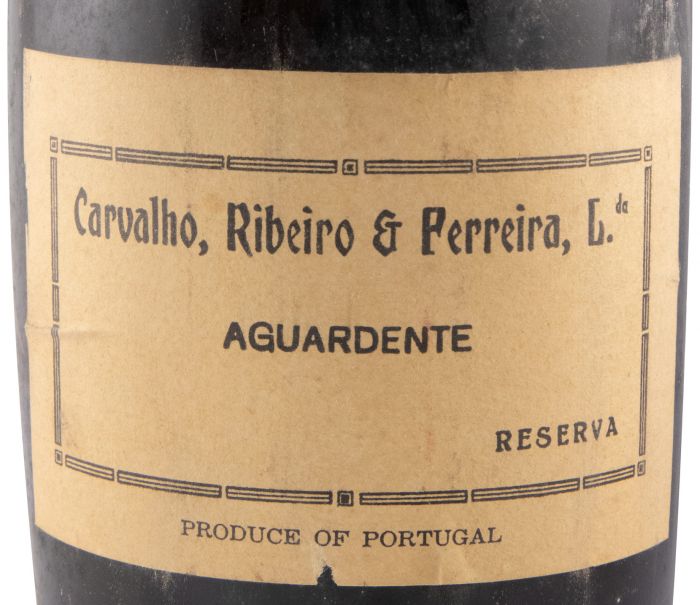 Carvalho, Ribeiro & Ferreira, L.da
AGUARDENTE
RESERVA
PRODUCE OF PORTUGAL